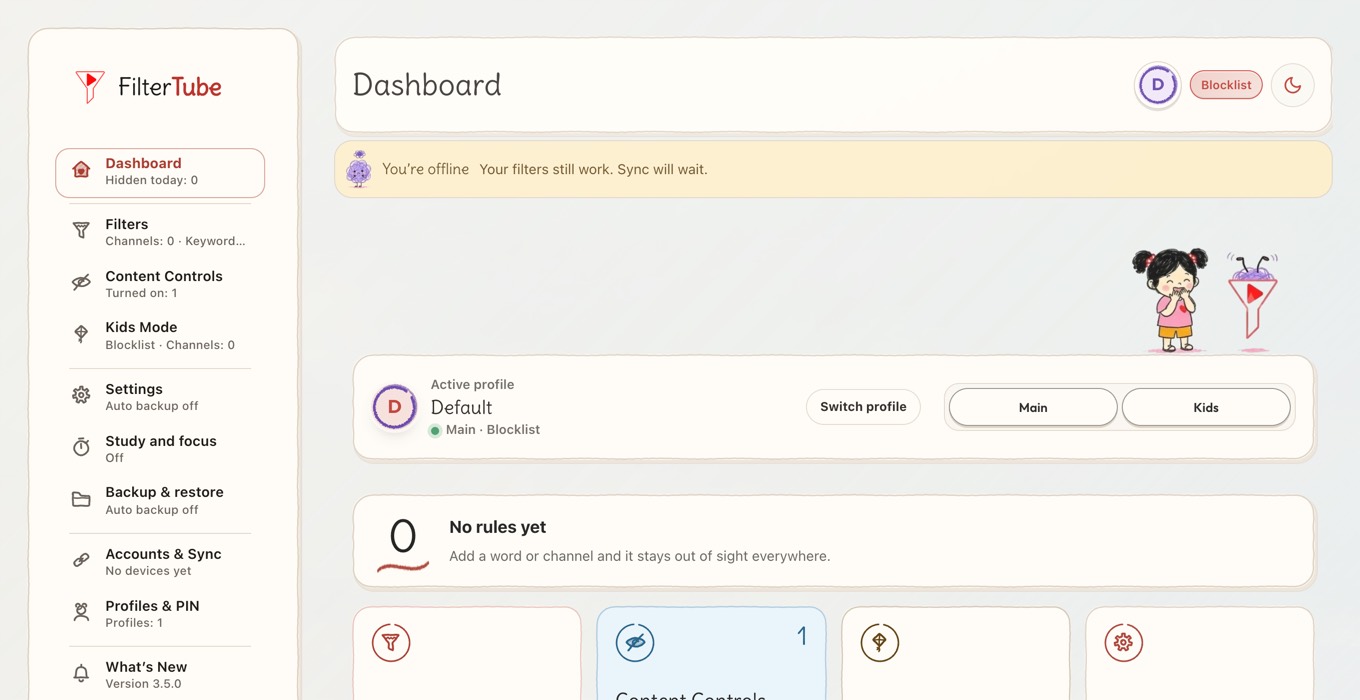 FilterTube
Dashboard
Hidden today: 0
Filters
Channels: 0 · Keyword...
Content Controls
Turned on: 1
Kids Mode
Blocklist · Channels: 0
Settings
Auto backup off
Study and focus
Off
Backup & restore
Auto backup off
Accounts & Sync
No devices yet
Profiles & PIN
Profiles: 1
What's New
Version 3.5.0
Dashboard
D
Blocklist
You're offline Your filters still work. Sync will wait.
D
Active profile
Default
Main · Blocklist
Switch profile
Main
Kids
0
No rules yet
Add a word or channel and it stays out of sight everywhere.
1
Content Controls